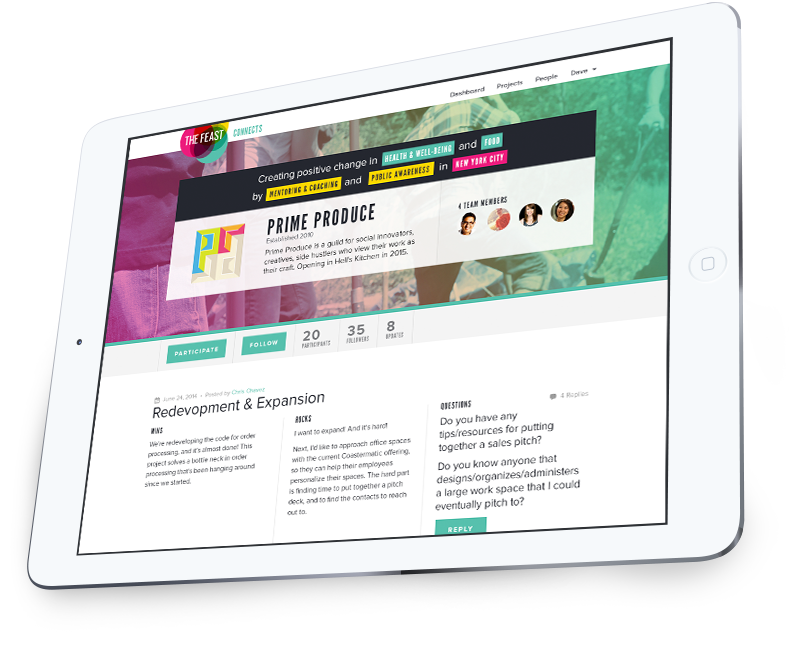 Dashboard Projects People Dave
THE FEAST CONNECTS
Creating positive change in HEALTH & WELL-BEING and FOOD
by MENTORING & COACHING and PUBLIC AWARENESS in NEW YORK CITY
PRIME PRODUCE
Established 2010
Prime Produce is a guild for social innovators,
creatives, side hustlers who view their work as
their craft. Opening in Hell's Kitchen in 2015.
4 TEAM MEMBERS
PARTICIPATE
FOLLOW
20
PARTICIPANTS
35
FOLLOWERS
8
UPDATES
June 24, 2014 • Posted by Chris Chavez
Redevopment & Expansion
WINS
We're redeveloping the code for order
processing, and it's almost done! This
project solves a bottle neck in order
processing that's been hanging around
since we started.
ROCKS
I want to expand! And it's hard!
Next, I'd like to approach office spaces
with the current Coastermatic offering,
so they can help their employees
personalize their spaces. The hard part
is finding time to put together a pitch
deck, and to find the contacts to reach
out to.
QUESTIONS
4 Replies
Do you have any
tips/resources for putting
together a sales pitch?
Do you know anyone that
designs/organizes/administers
a large work space that I could
eventually pitch to?
REPLY